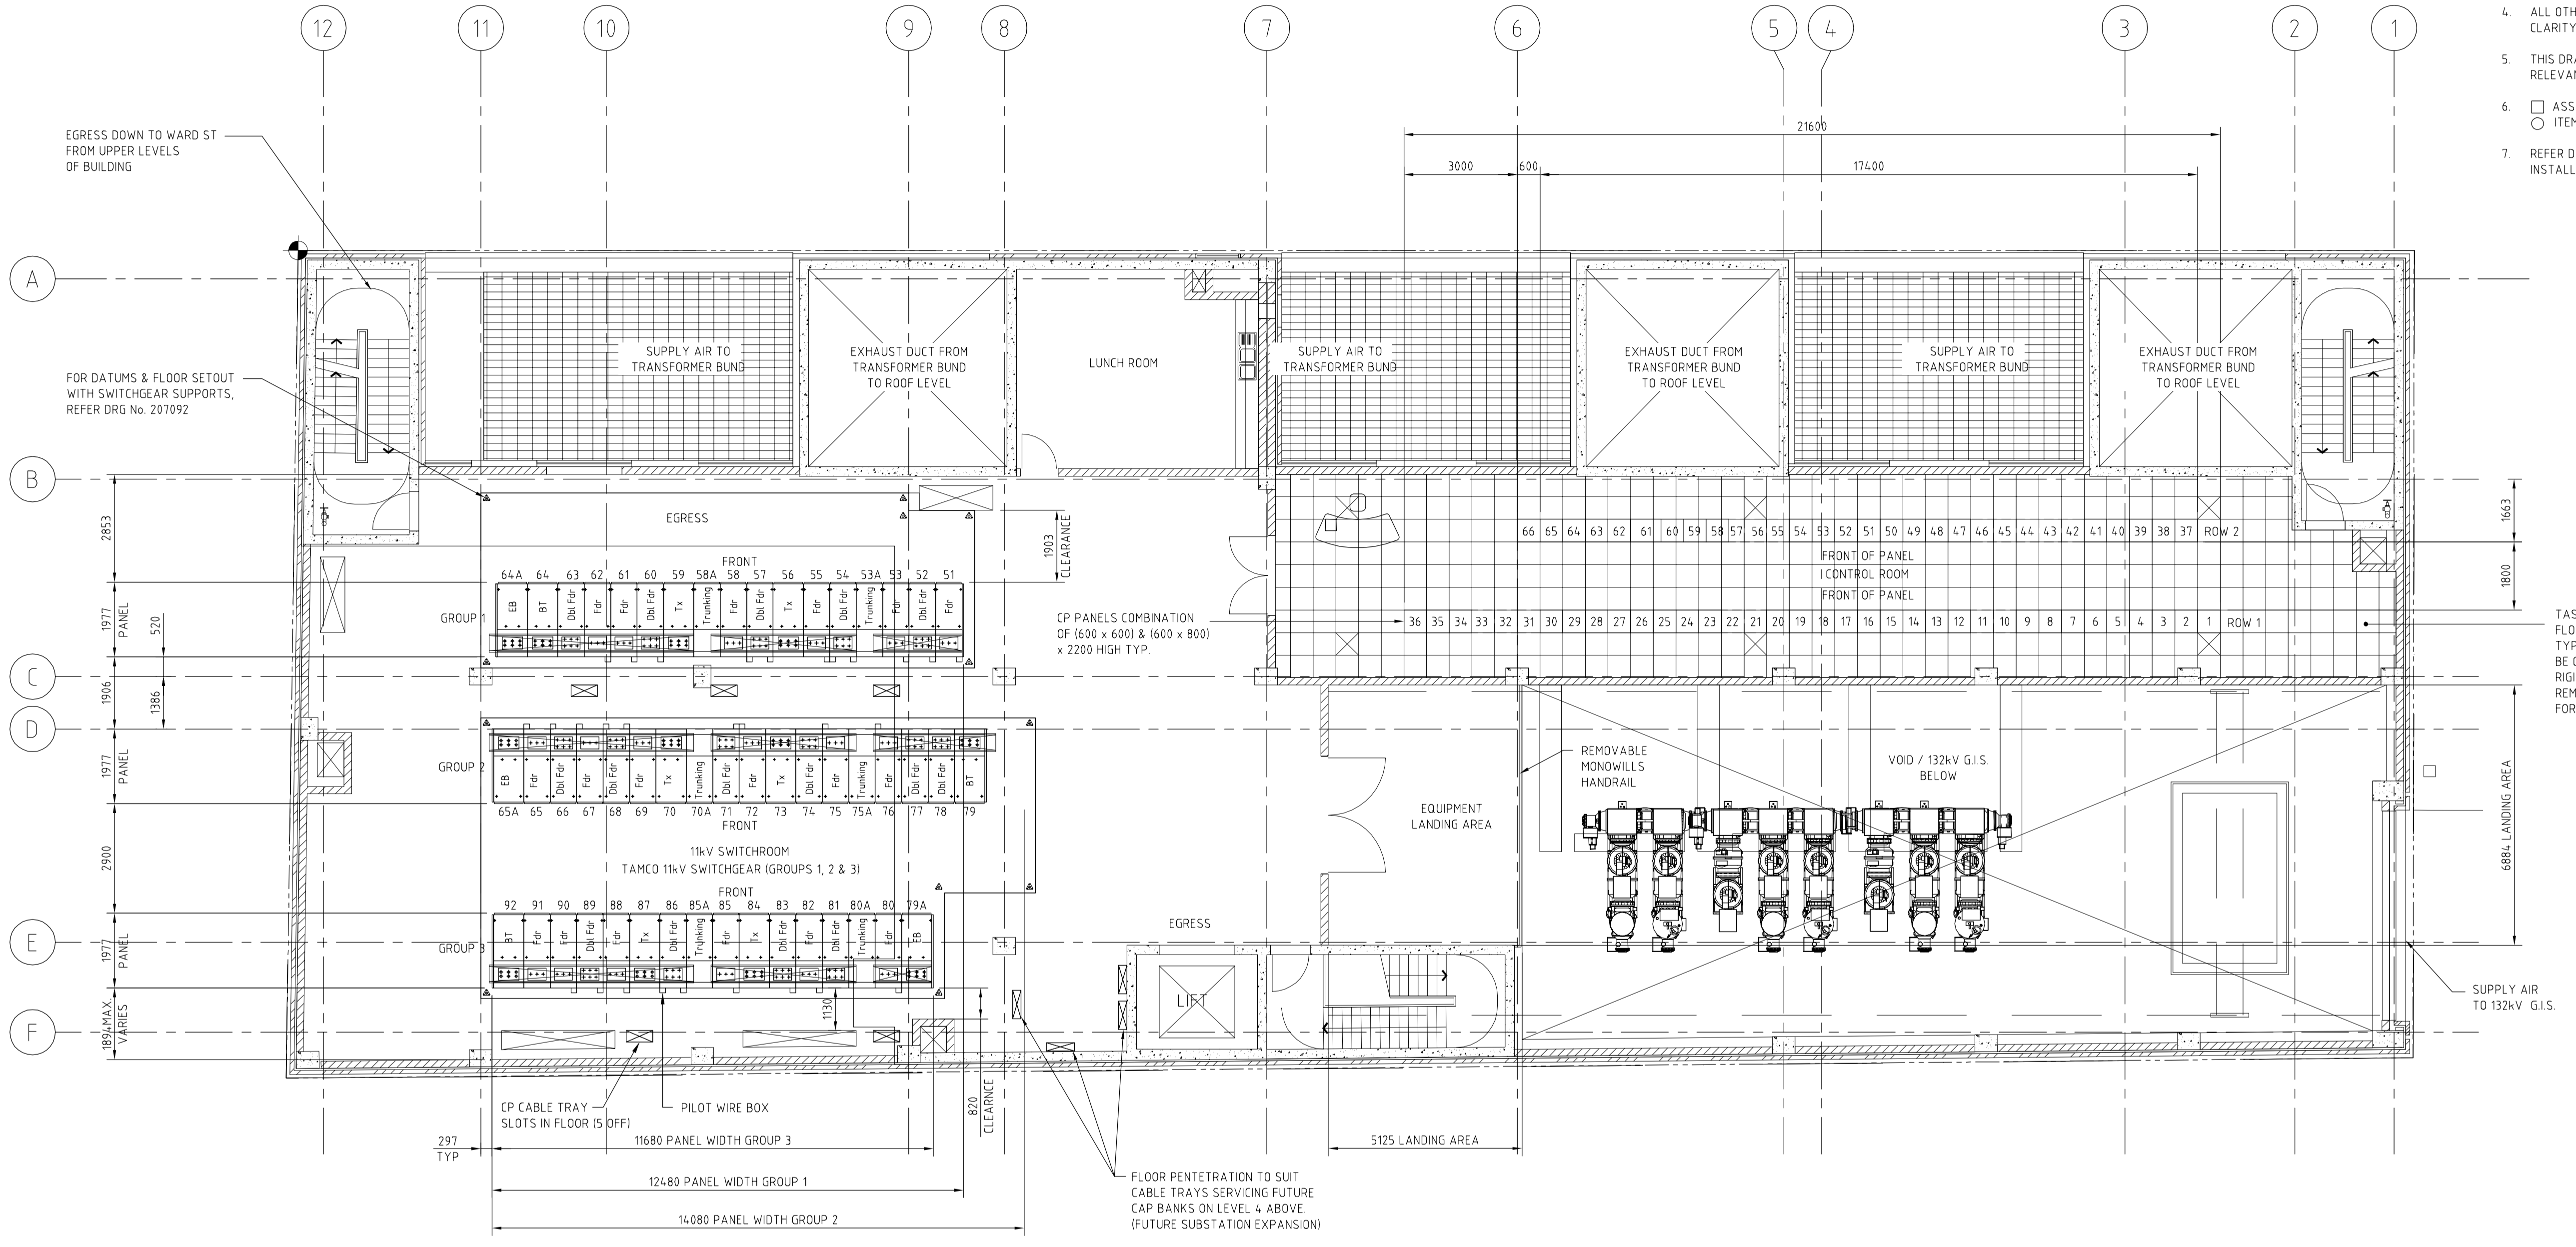 12
11
10
9
8
7
6
5
4
3
2
1
4. ALL OTH
CLARITY
5. THIS DRA
RELEVAN
6. ASS
ITEM
7. REFER D
INSTALL
EGRESS DOWN TO WARD ST
FROM UPPER LEVELS
OF BUILDING
21600
3000
600
17400
A
SUPPLY AIR TO
TRANSFORMER BUND
EXHAUST DUCT FROM
TRANSFORMER BUND
TO ROOF LEVEL
LUNCH ROOM
SUPPLY AIR TO
TRANSFORMER BUND
EXHAUST DUCT FROM
TRANSFORMER BUND
TO ROOF LEVEL
SUPPLY AIR TO
TRANSFORMER BUND
EXHAUST DUCT FROM
TRANSFORMER BUND
TO ROOF LEVEL
FOR DATUMS & FLOOR SETOUT
WITH SWITCHGEAR SUPPORTS,
REFER DRG No. 207092
B
2853
EGRESS
1903
CLEARANCE
1663
66 65 64 63 62 61 60 59 58 57 56 55 54 53 52 51 50 49 48 47 46 45 44 43 42 41 40 39 38 37 ROW 2
FRONT OF PANEL
CONTROL ROOM
FRONT OF PANEL
1800
36 35 34 33 32 31 30 29 28 27 26 25 24 23 22 21 20 19 18 17 16 15 14 13 12 11 10 9 8 7 6 5 4 3 2 1 ROW 1
CP PANELS COMBINATION
OF (600 x 600) & (600 x 800)
x 2200 HIGH TYP.
TAS
FLO
TYP
BE C
RIGI
REM
FOR
FRONT
64A 64 63 62 61 60 59 58A 58 57 56 55 54 53A 53 52 51
EB BT Dbl Fdr Fdr Fdr Dbl Fdr Tx Trunking Fdr Dbl Fdr Tx Fdr Dbl Fdr Trunking Fdr Dbl Fdr Fdr
GROUP 1
1977
PANEL
520
C
1906
1386
D
GROUP 2
1977
PANEL
EB Fdr Dbl Fdr Fdr Dbl Fdr Fdr Tx Trunking Dbl Fdr Fdr Tx Dbl Fdr Fdr Trunking Fdr Dbl Fdr Dbl Fdr BT
65A 65 66 67 68 69 70 70A 71 72 73 74 75 75A 76 77 78 79
FRONT
11kV SWITCHROOM
TAMCO 11kV SWITCHGEAR (GROUPS 1, 2 & 3)
2900
FRONT
92 91 90 89 88 87 86 85A 85 84 83 82 81 80A 80 79A
BT Fdr Fdr Dbl Fdr Fdr Tx Dbl Fdr Trunking Fdr Tx Dbl Fdr Fdr Dbl Fdr Trunking Fdr EB
GROUP 3
E
1977
PANEL
REMOVABLE
MONOWILLS
HANDRAIL
EQUIPMENT
LANDING AREA
VOID / 132kV G.I.S.
BELOW
6884 LANDING AREA
EGRESS
LIFT
SUPPLY AIR
TO 132kV G.I.S.
F
1894MAX.
VARIES
1130
820
CLEARNCE
CP CABLE TRAY
SLOTS IN FLOOR (5 OFF)
PILOT WIRE BOX
297
TYP
11680 PANEL WIDTH GROUP 3
12480 PANEL WIDTH GROUP 1
14080 PANEL WIDTH GROUP 2
5125 LANDING AREA
FLOOR PENTETRATION TO SUIT
CABLE TRAYS SERVICING FUTURE
CAP BANKS ON LEVEL 4 ABOVE.
(FUTURE SUBSTATION EXPANSION)